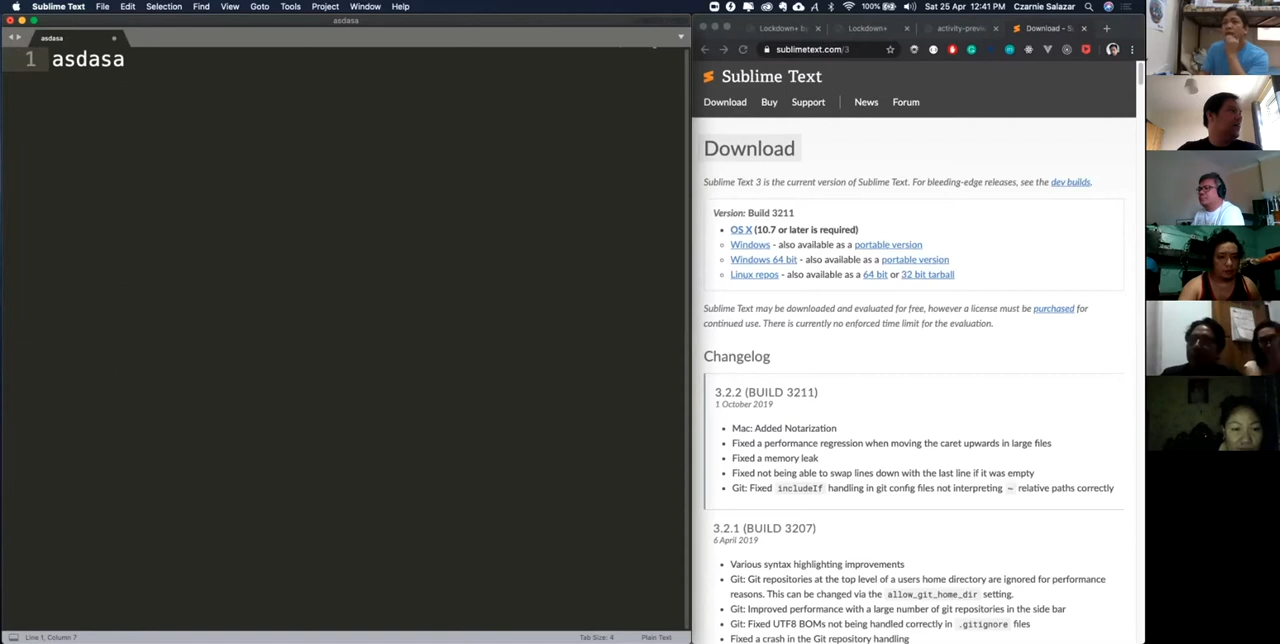 Sublime Text File Edit Selection Find View Goto Tools Project Window Help
100% Sat 25 Apr 12:41 PM Czarnie Salazar
asdasa
asdasa
1 asdasa
Line 1, Column 7 Tab Size: 4 Plain Text
Lockdown+ by Lockdown+ activity-previe Download - S
sublimetext.com/3
Sublime Text
Download Buy Support News Forum
Download
Sublime Text 3 is the current version of Sublime Text. For bleeding-edge releases, see the dev builds.
Version: Build 3211
OS X (10.7 or later is required)
Windows - also available as a portable version
Windows 64 bit - also available as a portable version
Linux repos - also available as a 64 bit or 32 bit tarball
Sublime Text may be downloaded and evaluated for free, however a license must be purchased for
continued use. There is currently no enforced time limit for the evaluation.
Changelog
3.2.2 (BUILD 3211)
1 October 2019
Mac: Added Notarization
Fixed a performance regression when moving the caret upwards in large files
Fixed a memory leak
Fixed not being able to swap lines down with the last line if it was empty
Git: Fixed includeIf handling in git config files not interpreting ~ relative paths correctly
3.2.1 (BUILD 3207)
6 April 2019
Various syntax highlighting improvements
Git: Git repositories at the top level of a users home directory are ignored for performance
reasons. This can be changed via the allow_git_home_dir setting.
Git: Improved performance with a large number of git repositories in the side bar
Git: Fixed UTF8 BOMs not being handled correctly in .gitignore files
Fixed a crash in the Git repository handling